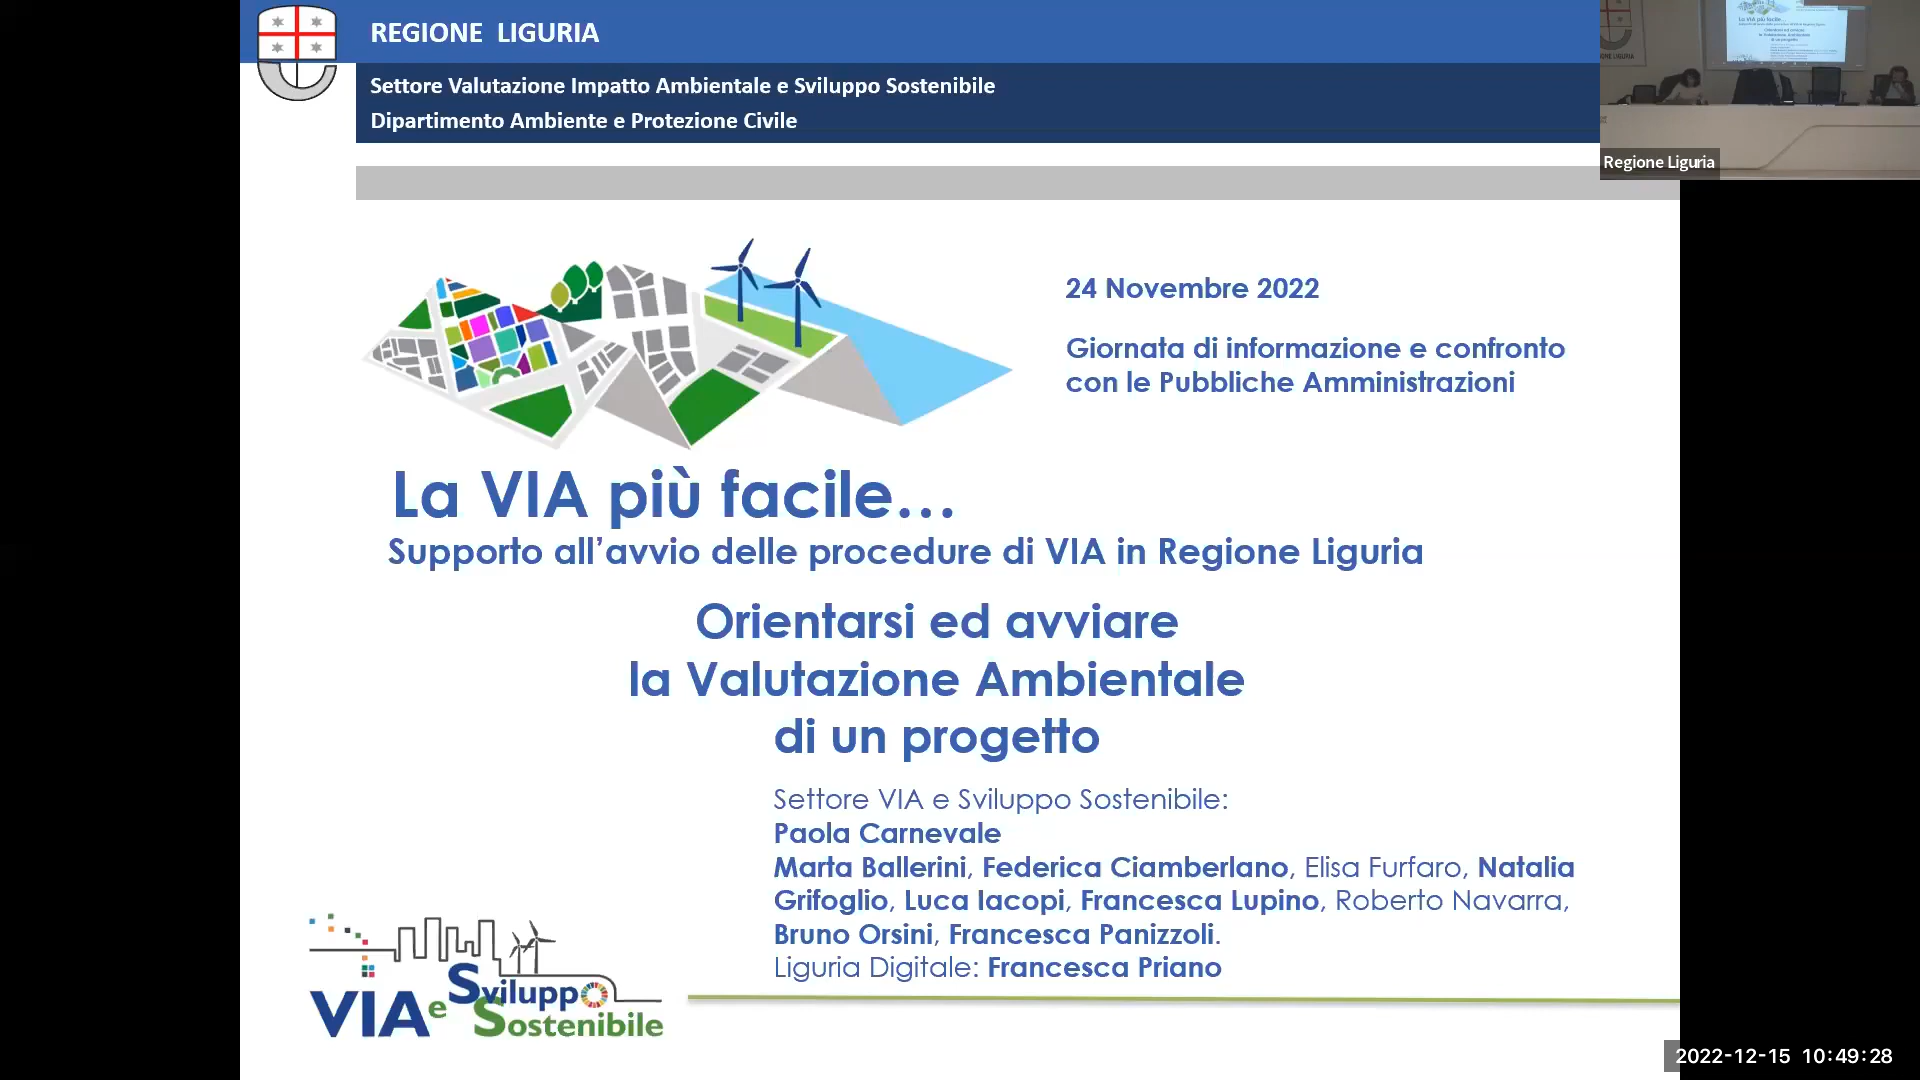 REGIONE LIGURIA
Settore Valutazione Impatto Ambientale e Sviluppo Sostenibile
Dipartimento Ambiente e Protezione Civile
Regione Liguria
24 Novembre 2022
Giornata di informazione e confronto
con le Pubbliche Amministrazioni
La VIA più facile…
Supporto all’avvio delle procedure di VIA in Regione Liguria
Orientarsi ed avviare
la Valutazione Ambientale
di un progetto
Settore VIA e Sviluppo Sostenibile:
Paola Carnevale
Marta Ballerini, Federica Ciamberlano, Elisa Furfaro, Natalia
Grifoglio, Luca Iacopi, Francesca Lupino, Roberto Navarra,
Bruno Orsini, Francesca Panizzoli.
Liguria Digitale: Francesca Priano
VIA e Sviluppo
Sostenibile
2022-12-15 10:49:28